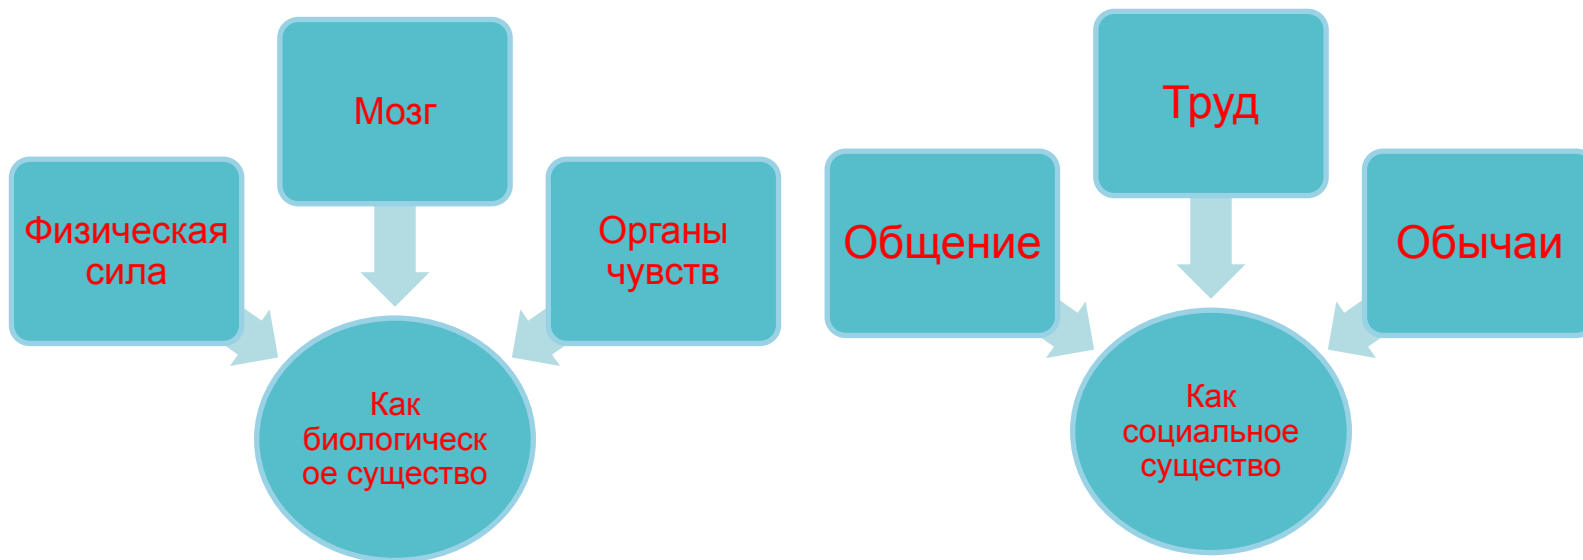 Мозг
Физическая
сила
Органы
чувств
Как
биологическ
ое существо
Труд
Общение
Обычаи
Как
социальное
существо